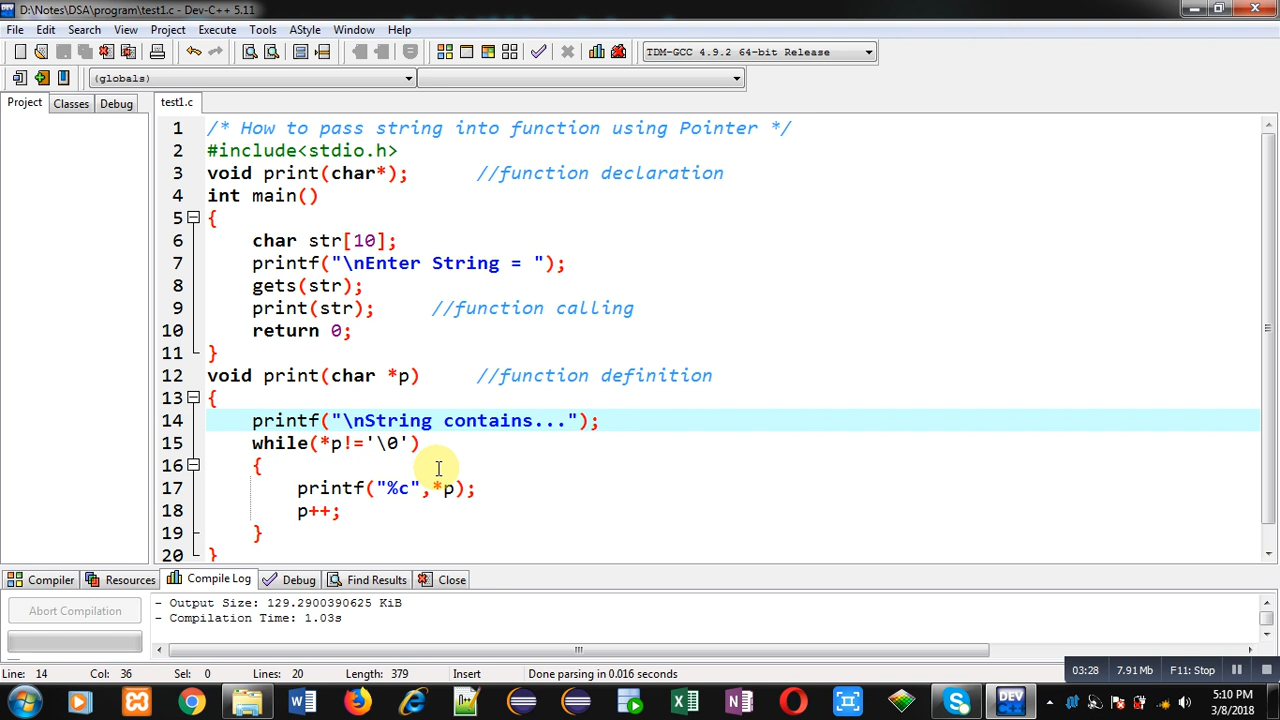 D:\Notes\DSA\program\test1.c - Dev-C++ 5.11
File Edit Search View Project Execute Tools AStyle Window Help
TDM-GCC 4.9.2 64-bit Release
(globals)
Project Classes Debug test1.c
1 /* How to pass string into function using Pointer */
2 #include<stdio.h>
3 void print(char*); //function declaration
4 int main()
5 {
6 char str[10];
7 printf("\nEnter String = ");
8 gets(str);
9 print(str); //function calling
10 return 0;
11 }
12 void print(char *p) //function definition
13 {
14 printf("\nString contains...");
15 while(*p!='\0')
16 {
17 printf("%c",*p);
18 p++;
19 }
20 }
Compiler Resources Compile Log Debug Find Results Close
Abort Compilation
- Output Size: 129.2900390625 KiB
- Compilation Time: 1.03s
Line: 14 Col: 36 Sel: 0 Lines: 20 Length: 379 Insert Done parsing in 0.016 seconds
03:28 7.91 Mb F11: Stop
5:10 PM
3/8/2018